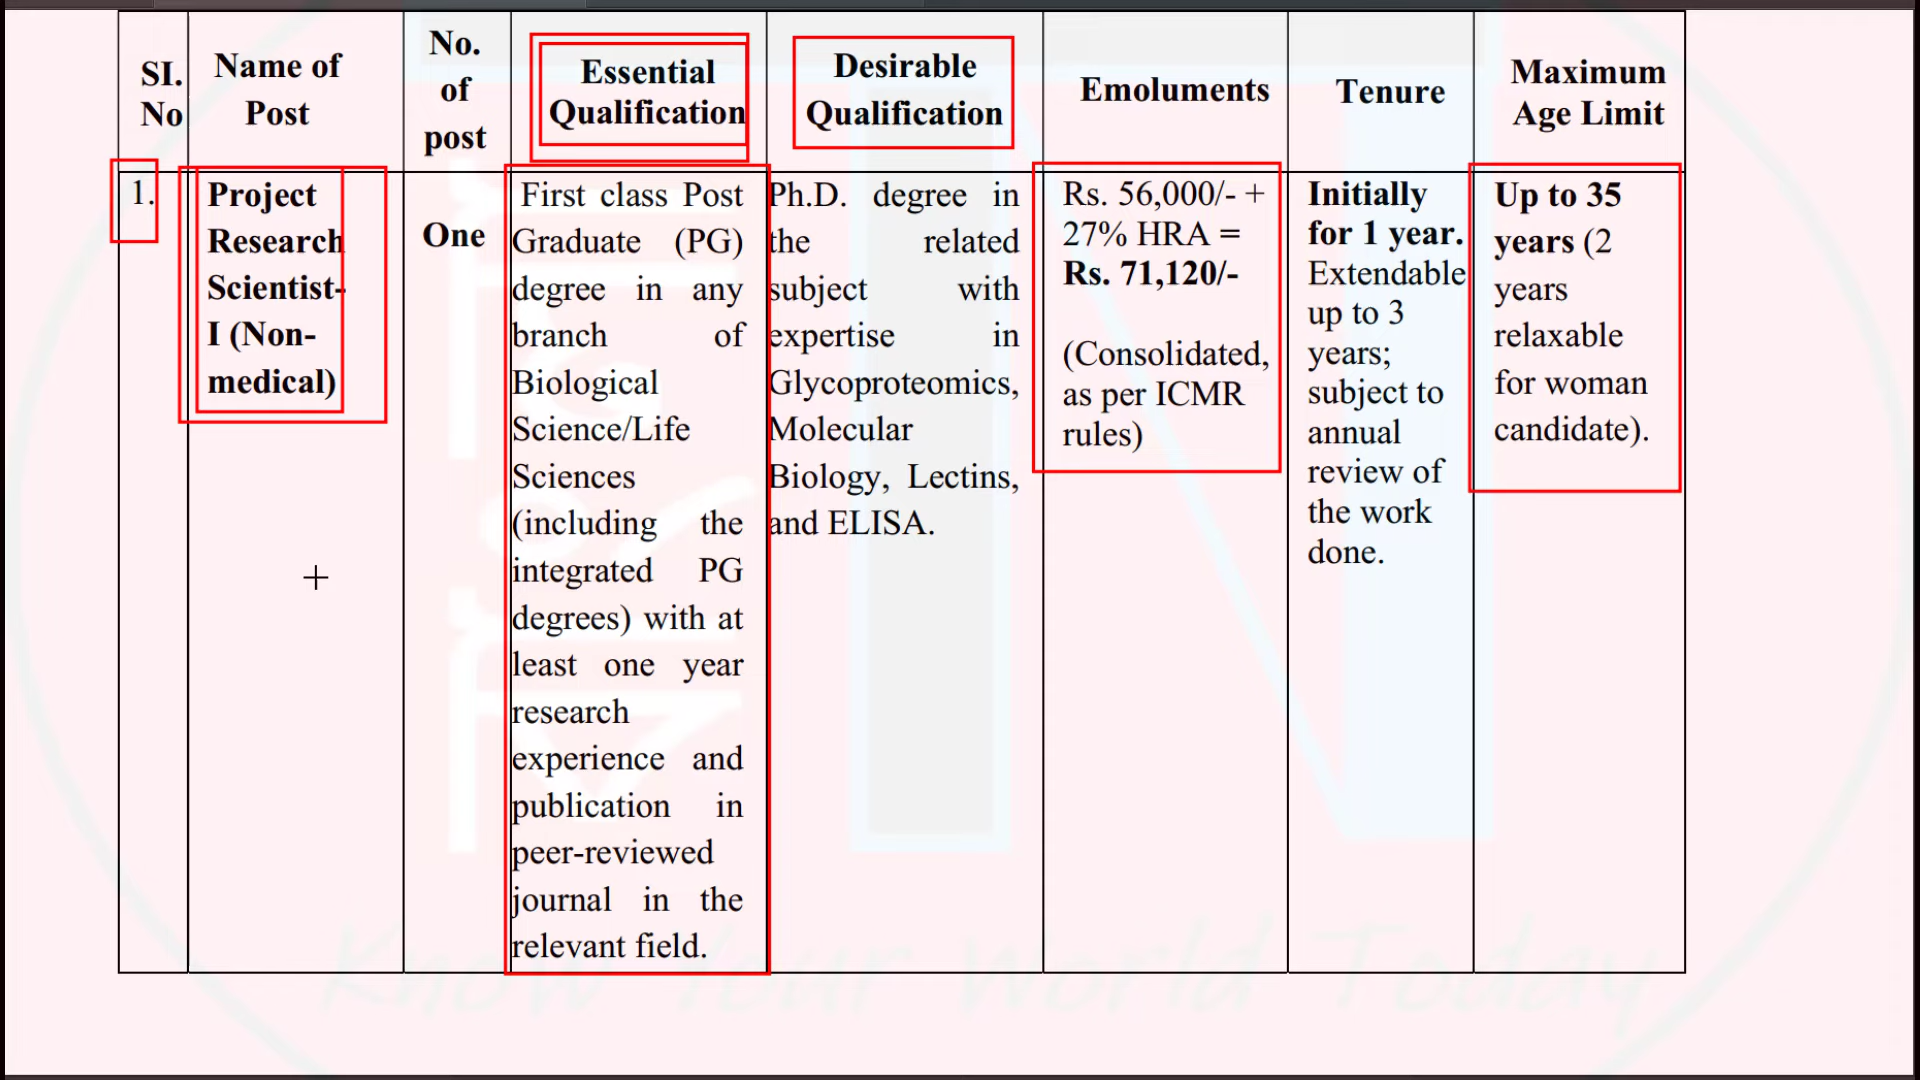 SI.
No
Name of
Post
No.
of
post
Essential
Qualification
Desirable
Qualification
Emoluments
Tenure
Maximum
Age Limit
1.
Project
Research
Scientist-
I (Non-
medical)
One
First class Post
Graduate (PG)
degree in any
branch of
Biological
Science/Life
Sciences
(including the
integrated PG
degrees) with at
least one year
research
experience and
publication in
peer-reviewed
journal in the
relevant field.
Ph.D. degree in
the related
subject with
expertise in
Glycoproteomics,
Molecular
Biology, Lectins,
and ELISA.
Rs. 56,000/- +
27% HRA =
Rs. 71,120/-
(Consolidated,
as per ICMR
rules)
Initially
for 1 year.
Extendable
up to 3
years;
subject to
annual
review of
the work
done.
Up to 35
years (2
years
relaxable
for woman
candidate).
Know Your World Today